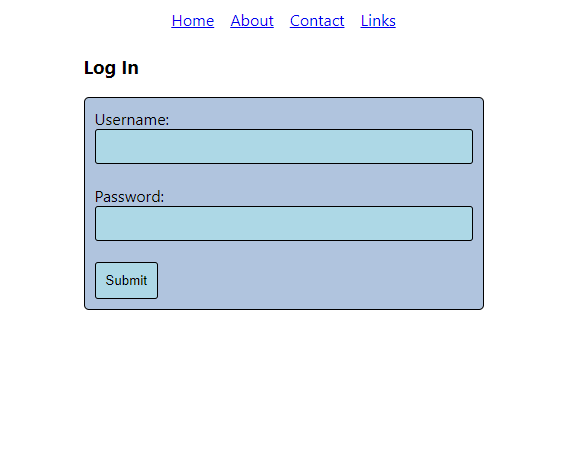 Home About Contact Links
Log In
Username:
Password:
Submit